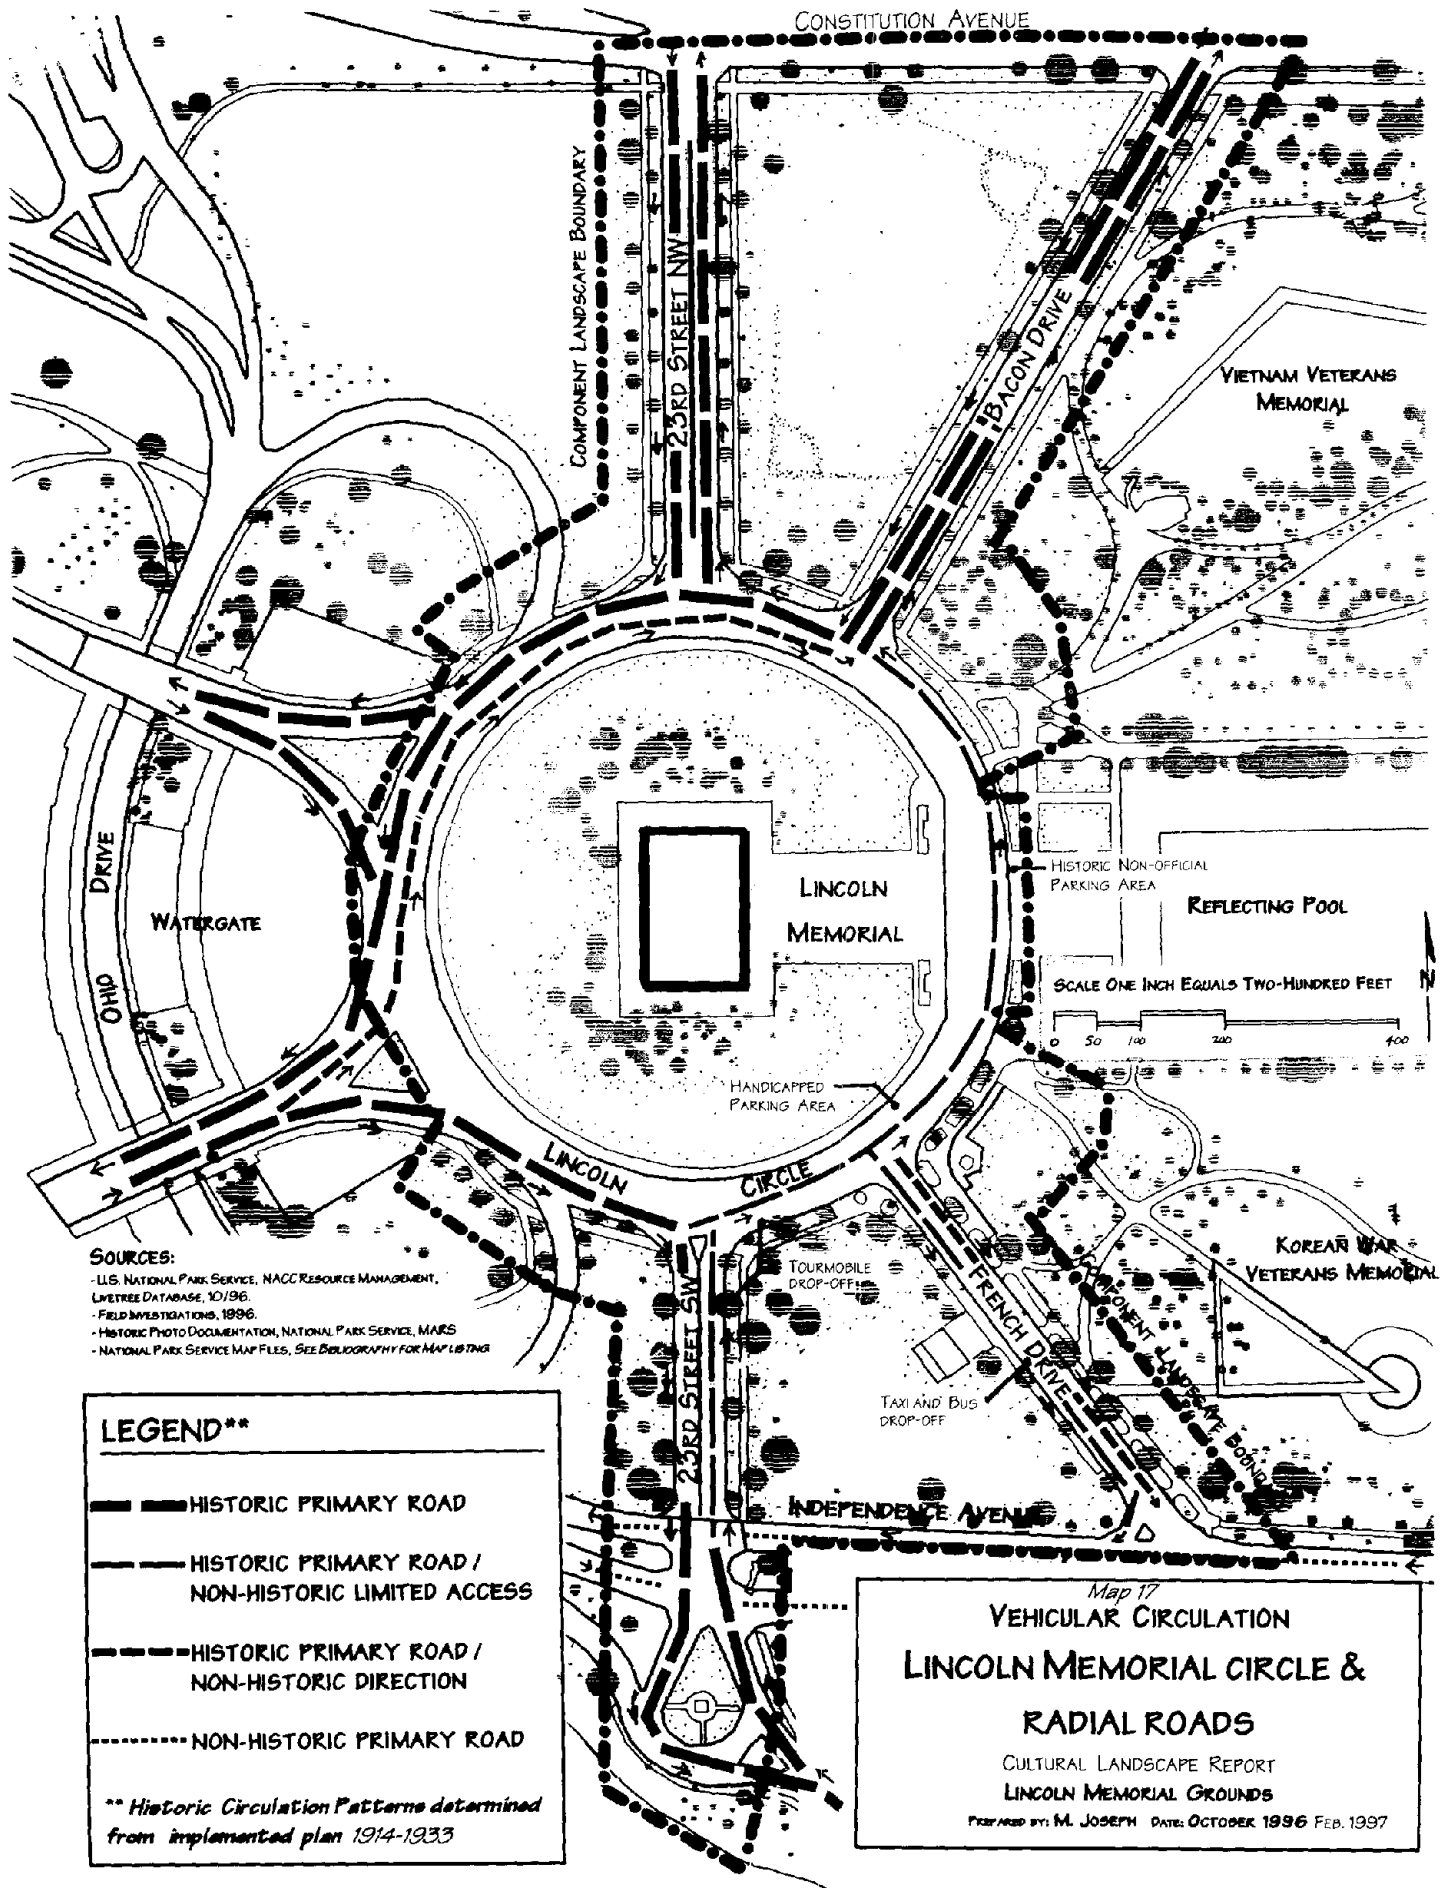 CONSTITUTION AVENUE
COMPONENT LANDSCAPE BOUNDARY
23RD STREET NW
BACON DRIVE
VIETNAM VETERANS
MEMORIAL
OHIO DRIVE
WATERGATE
LINCOLN
MEMORIAL
HISTORIC NON-OFFICIAL
PARKING AREA
REFLECTING POOL
SCALE ONE INCH EQUALS TWO-HUNDRED FEET
0 50 100 200 400
N
HANDICAPPED
PARKING AREA
LINCOLN CIRCLE
TOURMOBILE
DROP-OFF
23RD STREET SW
FRENCH DRIVE
TAXI AND BUS
DROP-OFF
COMPONENT LANDSCAPE BOUND
KOREAN WAR
VETERANS MEMORIAL
INDEPENDENCE AVENUE
SOURCES:
- U.S. NATIONAL PARK SERVICE, NACC RESOURCE MANAGEMENT,
LIVETREE DATABASE, 10/96.
- FIELD INVESTIGATIONS, 1996.
- HISTORIC PHOTO DOCUMENTATION, NATIONAL PARK SERVICE, MARS
- NATIONAL PARK SERVICE MAP FILES, SEE BIBLIOGRAPHY FOR MAP LISTING
LEGEND**
HISTORIC PRIMARY ROAD
HISTORIC PRIMARY ROAD /
NON-HISTORIC LIMITED ACCESS
HISTORIC PRIMARY ROAD /
NON-HISTORIC DIRECTION
NON-HISTORIC PRIMARY ROAD
** Historic Circulation Patterns determined
from implemented plan 1914-1933
Map 17
VEHICULAR CIRCULATION
LINCOLN MEMORIAL CIRCLE &
RADIAL ROADS
CULTURAL LANDSCAPE REPORT
LINCOLN MEMORIAL GROUNDS
PREPARED BY: M. JOSEPH DATE: OCTOBER 1996 FEB. 1997